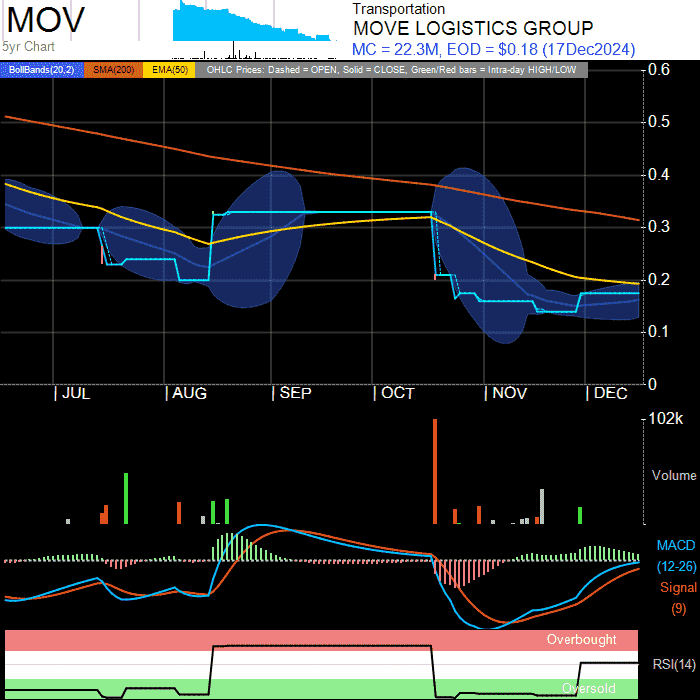 MOV
5yr Chart
Transportation
MOVE LOGISTICS GROUP
MC = 22.3M, EOD = $0.18 (17Dec2024)
BollBands(20,2) SMA(200) EMA(50) OHLC Prices: Dashed = OPEN, Solid = CLOSE, Green/Red bars = Intra-day HIGH/LOW
0.6
0.5
0.4
0.3
0.2
0.1
0
JUL AUG SEP OCT NOV DEC
102k
Volume
MACD
(12-26)
Signal
(9)
Overbought
RSI(14)
Oversold